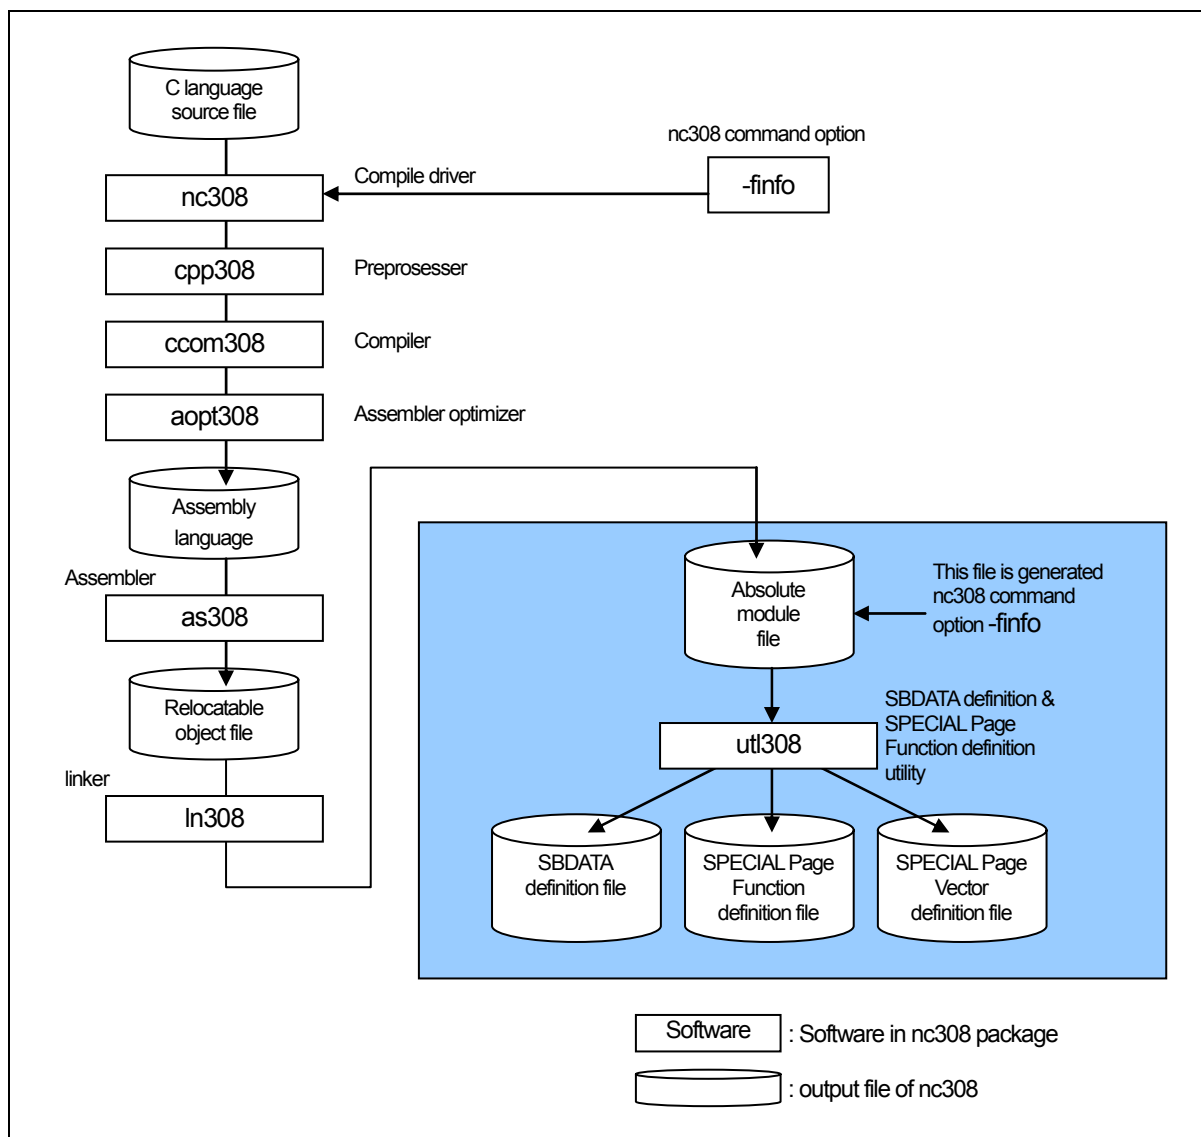 C language
source file
nc308 command option
-finfo
Compile driver
nc308
cpp308
Preprosesser
ccom308
Compiler
aopt308
Assembler optimizer
Assembly
language
Assembler
as308
Relocatable
object file
linker
ln308
Absolute
module
file
This file is generated
nc308 command
option -finfo
utl308
SBDATA definition &
SPECIAL Page
Function definition
utility
SBDATA
definition file
SPECIAL Page
Function
definition file
SPECIAL Page
Vector
definition file
Software
: Software in nc308 package
: output file of nc308